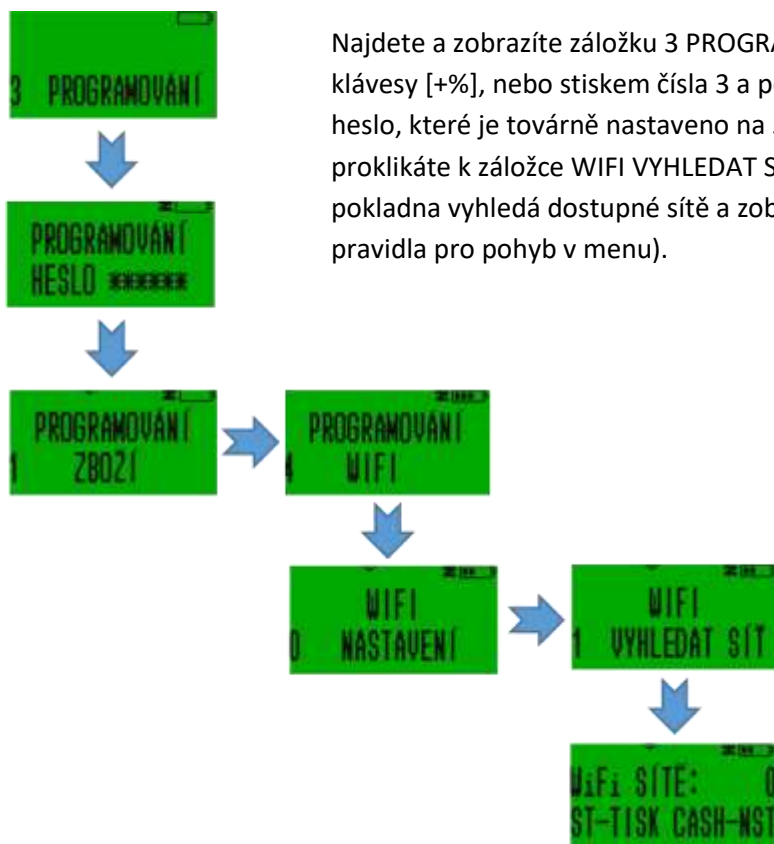 Najdete a zobrazíte záložku 3 PROGRA
klávesy [+%], nebo stiskem čísla 3 a p
heslo, které je továrně nastaveno na
proklikáte k záložce WIFI VYHLEDAT S
pokladna vyhledá dostupné sítě a zob
pravidla pro pohyb v menu).
3 PROGRAMOVÁNÍ
PROGRAMOVÁNÍ
HESLO ******
PROGRAMOVÁNÍ
1 ZBOŽÍ
PROGRAMOVÁNÍ
4 WIFI
WIFI
0 NASTAVENÍ
WIFI
1 VYHLEDAT SÍŤ
WiFi SÍTĚ: 0
ST-TISK CASH-NST